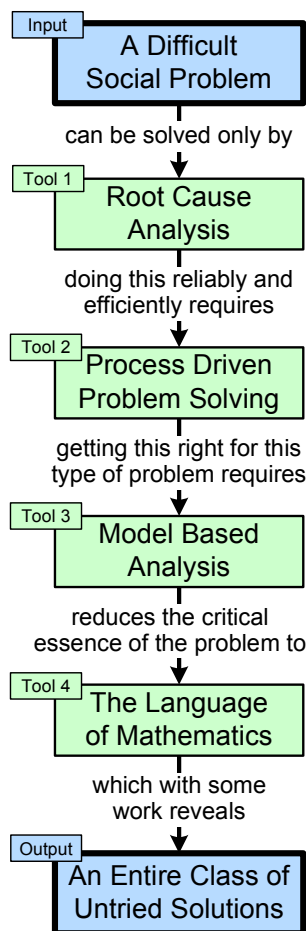 Input
A Difficult
Social Problem
can be solved only by
Tool 1
Root Cause
Analysis
doing this reliably and
efficiently requires
Tool 2
Process Driven
Problem Solving
getting this right for this
type of problem requires
Tool 3
Model Based
Analysis
reduces the critical
essence of the problem to
Tool 4
The Language
of Mathematics
which with some
work reveals
Output
An Entire Class of
Untried Solutions